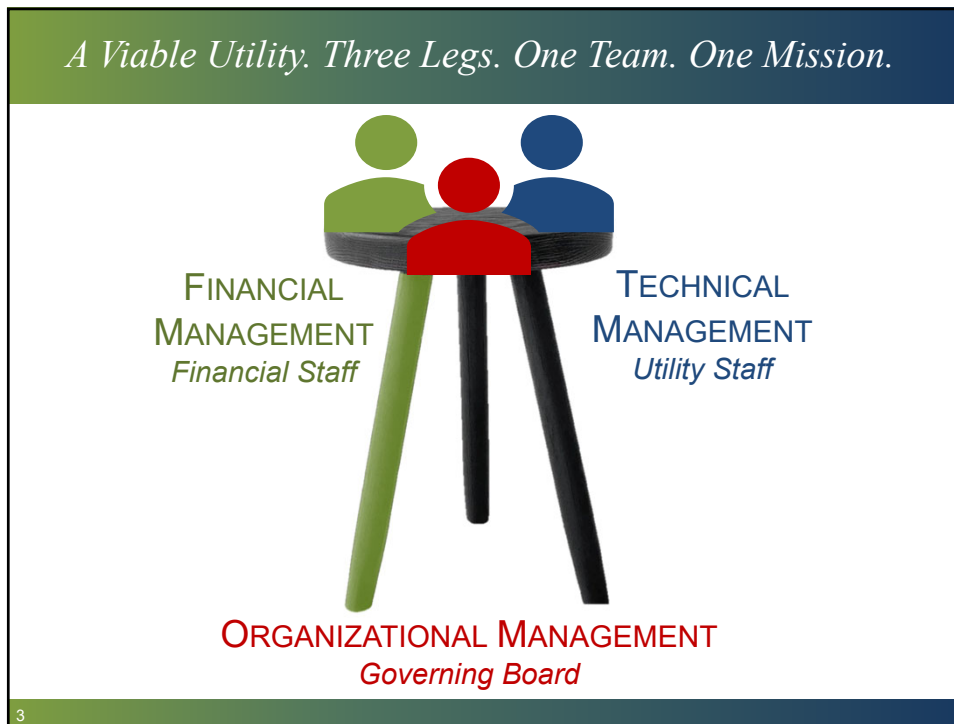 A Viable Utility. Three Legs. One Team. One Mission.
FINANCIAL
MANAGEMENT
Financial Staff
TECHNICAL
MANAGEMENT
Utility Staff
ORGANIZATIONAL MANAGEMENT
Governing Board
3